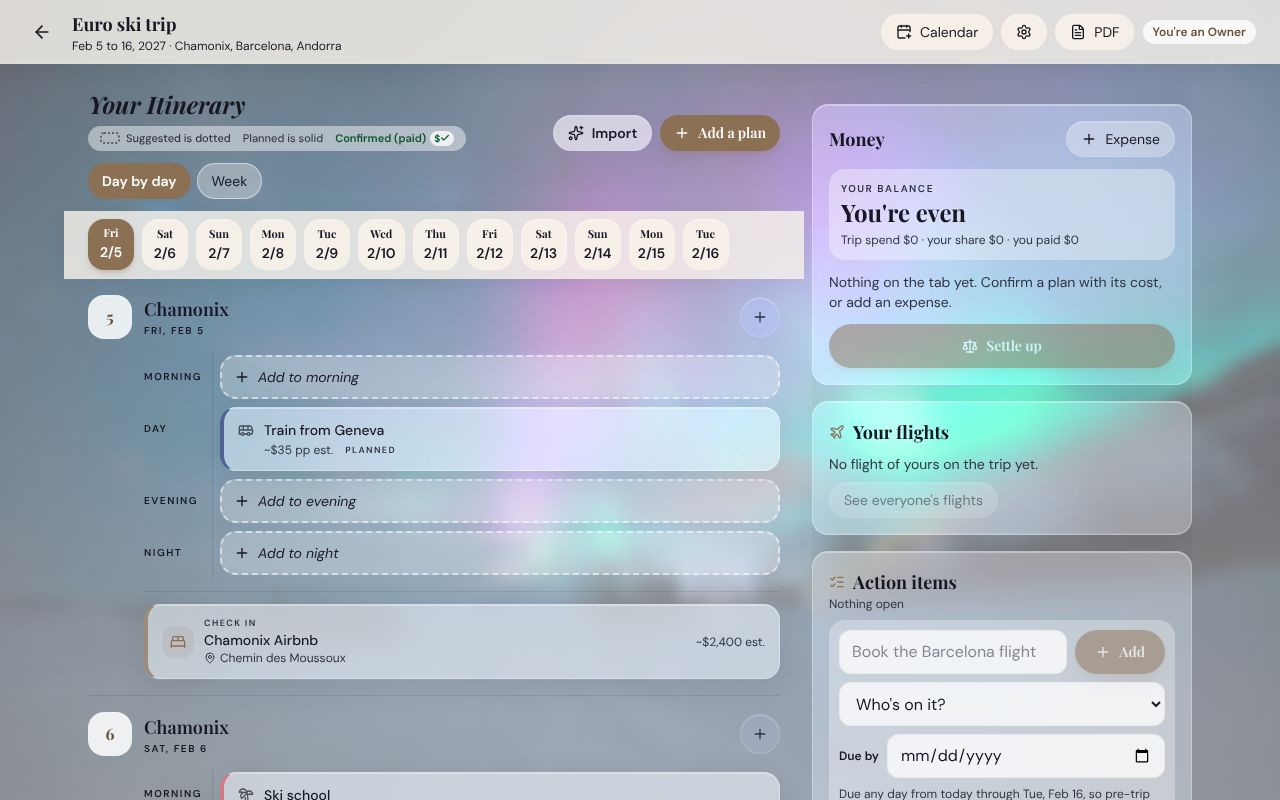 Euro ski trip
Feb 5 to 16, 2027 · Chamonix, Barcelona, Andorra
Calendar
PDF
You're an Owner
Your Itinerary
Suggested is dotted
Planned is solid
Confirmed (paid)
$✓
Import
+ Add a plan
Day by day
Week
Fri 2/5
Sat 2/6
Sun 2/7
Mon 2/8
Tue 2/9
Wed 2/10
Thu 2/11
Fri 2/12
Sat 2/13
Sun 2/14
Mon 2/15
Tue 2/16
5
Chamonix
FRI, FEB 5
+
MORNING
+ Add to morning
DAY
Train from Geneva
~$35 pp est.
PLANNED
EVENING
+ Add to evening
NIGHT
+ Add to night
CHECK IN
Chamonix Airbnb
Chemin des Moussoux
~$2,400 est.
6
Chamonix
SAT, FEB 6
+
MORNING
Ski school
Money
+ Expense
YOUR BALANCE
You're even
Trip spend $0 · your share $0 · you paid $0
Nothing on the tab yet. Confirm a plan with its cost,
or add an expense.
Settle up
Your flights
No flight of yours on the trip yet.
See everyone's flights
Action items
Nothing open
Book the Barcelona flight
+ Add
Who's on it?
Due by
mm/dd/yyyy
Due any day from today through Tue, Feb 16, so pre-trip